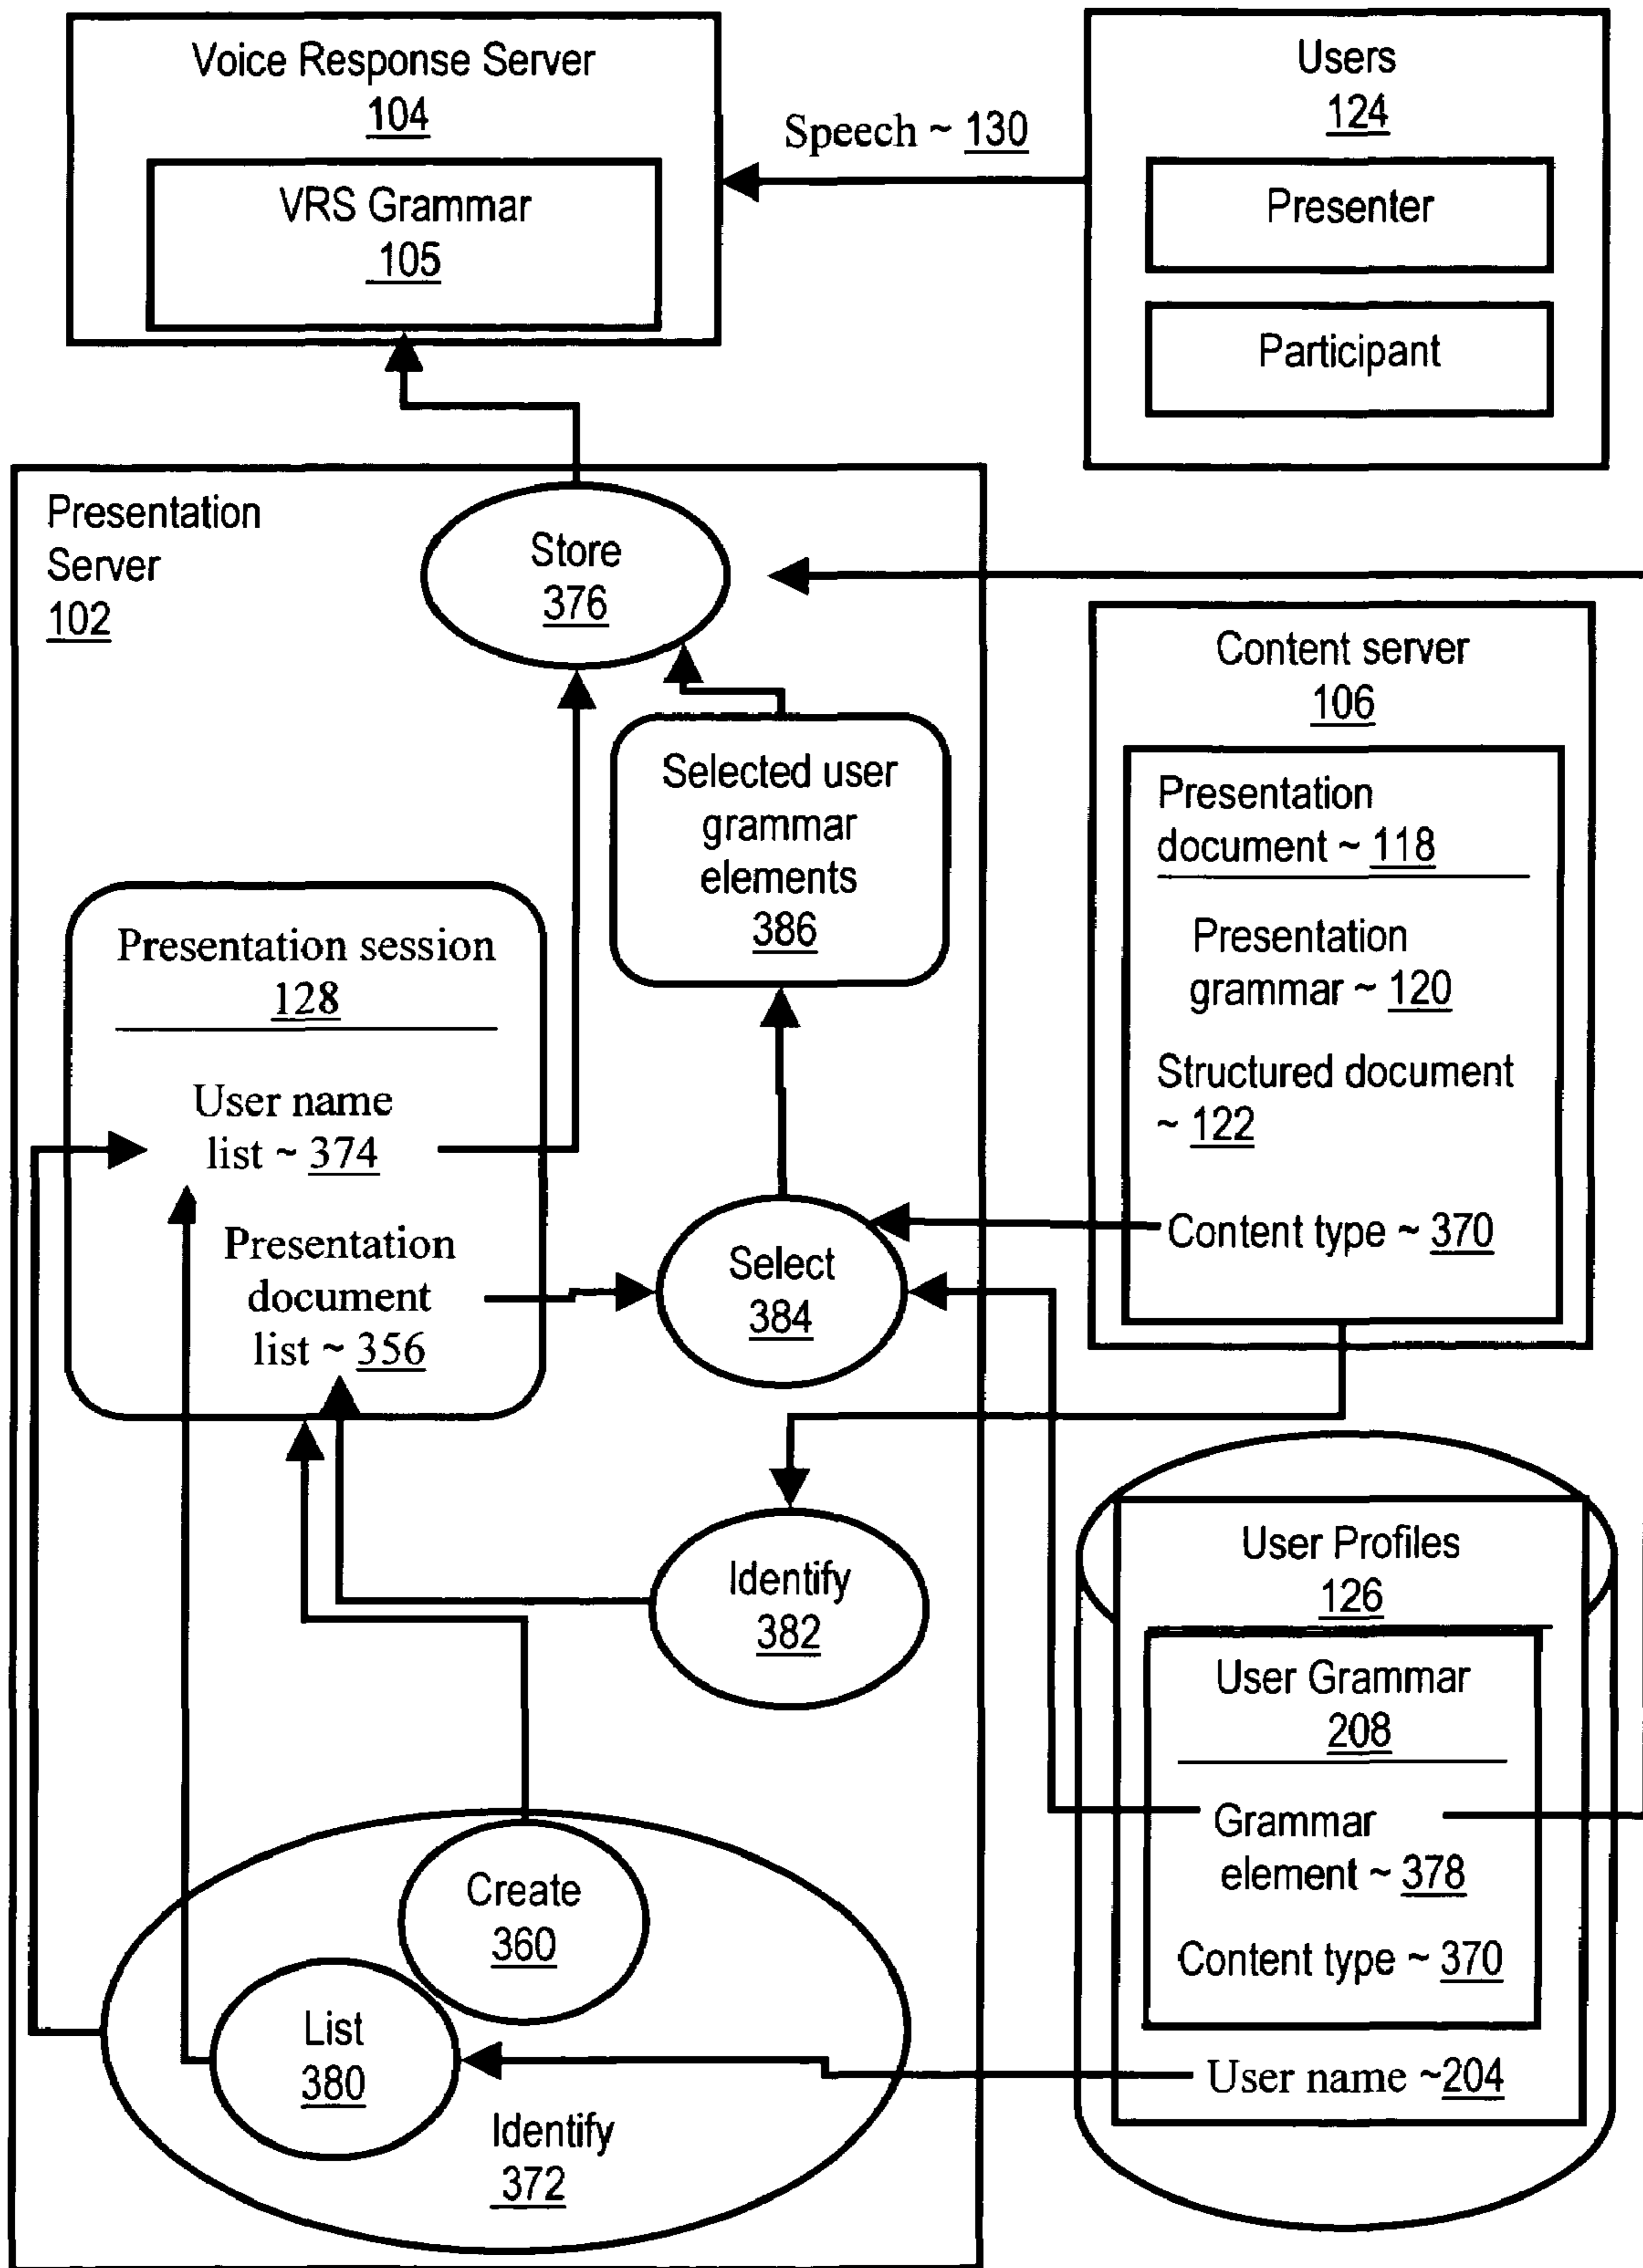 Voice Response Server
104
VRS Grammar
105
Speech ~ 130
Users
124
Presenter
Participant
Presentation
Server
102
Store
376
Selected user
grammar
elements
386
Content server
106
Presentation
document ~ 118
Presentation
grammar ~ 120
Structured document
~ 122
Content type ~ 370
Presentation session
128
User name
list ~ 374
Presentation
document
list ~ 356
Select
384
Identify
382
User Profiles
126
User Grammar
208
Grammar
element ~ 378
Content type ~ 370
User name ~204
Create
360
List
380
Identify
372